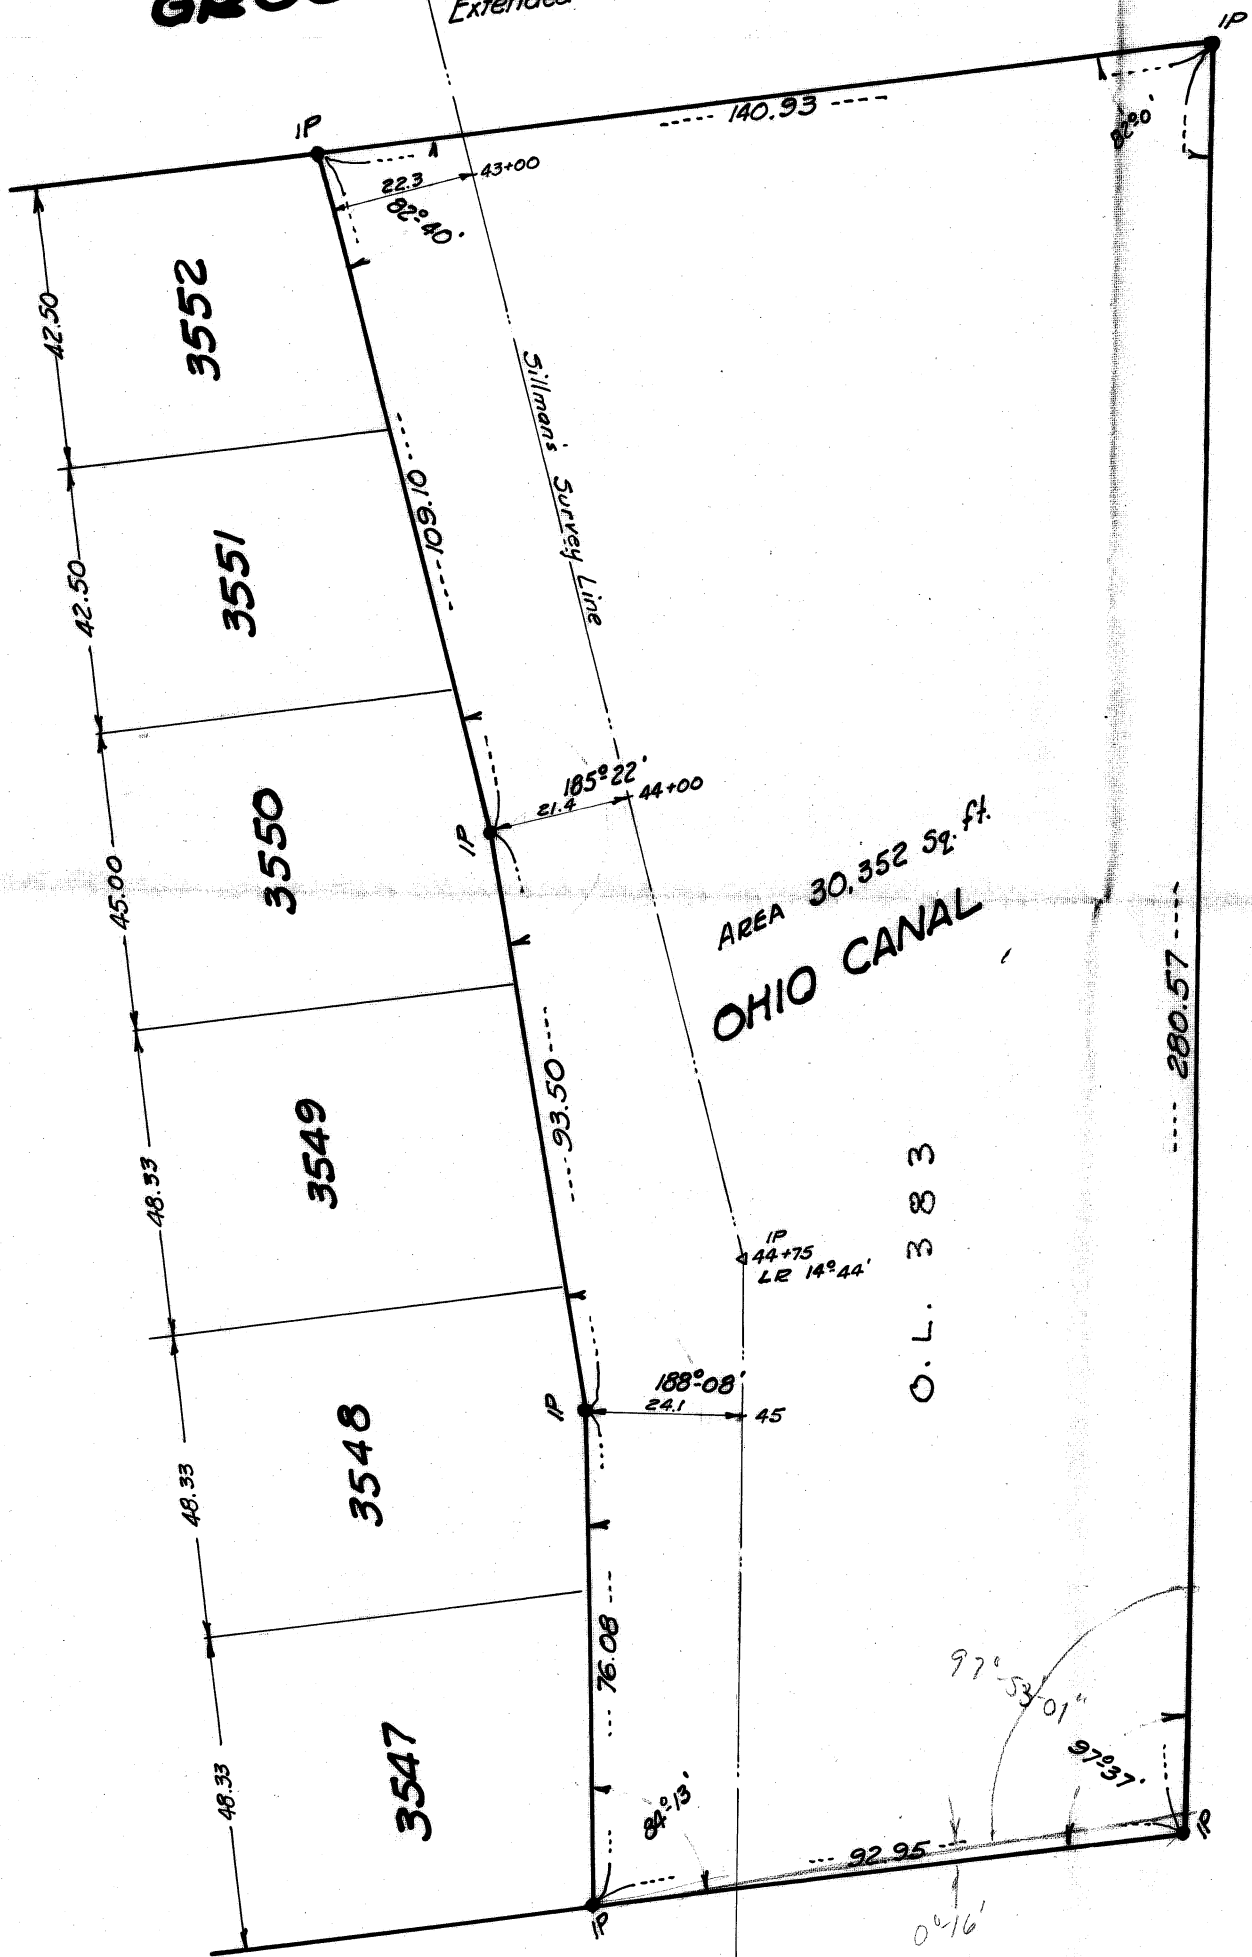 Extended
IP
IP
140.93
82°0'
22.3
43+00
82°40'
42.50
3552
Sillman's Survey Line
109.10
42.50
3551
185°22'
21.4
44+00
IP
45.00
3550
AREA 30,352 Sq. ft.
OHIO CANAL
280.57
93.50
48.33
3549
O.L. 383
IP
44+75
LR 14°44'
188°08'
24.1
45
IP
48.33
3548
76.08
97°-53'-01"
97°37'
48.33
3547
84°13'
92.95
IP
IP
0°-16'